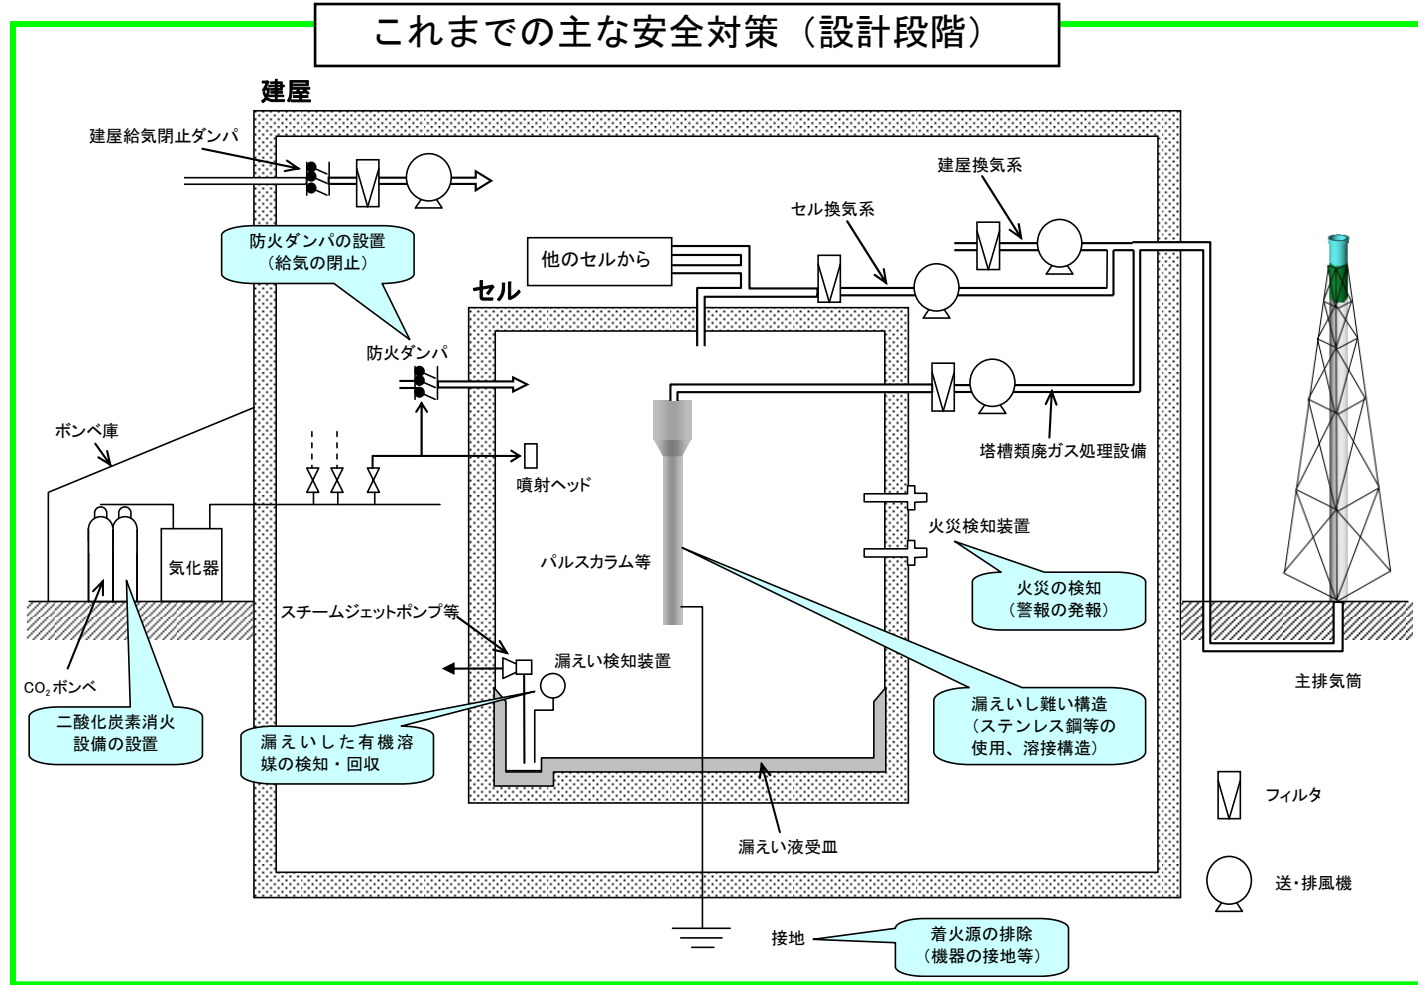 これまでの主な安全対策（設計段階）
建屋
建屋給気閉止ダンパ
建屋換気系
セル換気系
防火ダンパの設置
（給気の閉止）
他のセルから
セル
防火ダンパ
ボンベ庫
塔槽類廃ガス処理設備
噴射ヘッド
火災検知装置
気化器
パルスカラム等
火災の検知
（警報の発報）
スチームジェットポンプ等
漏えい検知装置
CO₂ボンベ
主排気筒
二酸化炭素消火
設備の設置
漏えいした有機溶
媒の検知・回収
漏えいし難い構造
（ステンレス鋼等の
使用、溶接構造）
フィルタ
漏えい液受皿
送・排風機
接地
着火源の排除
（機器の接地等）